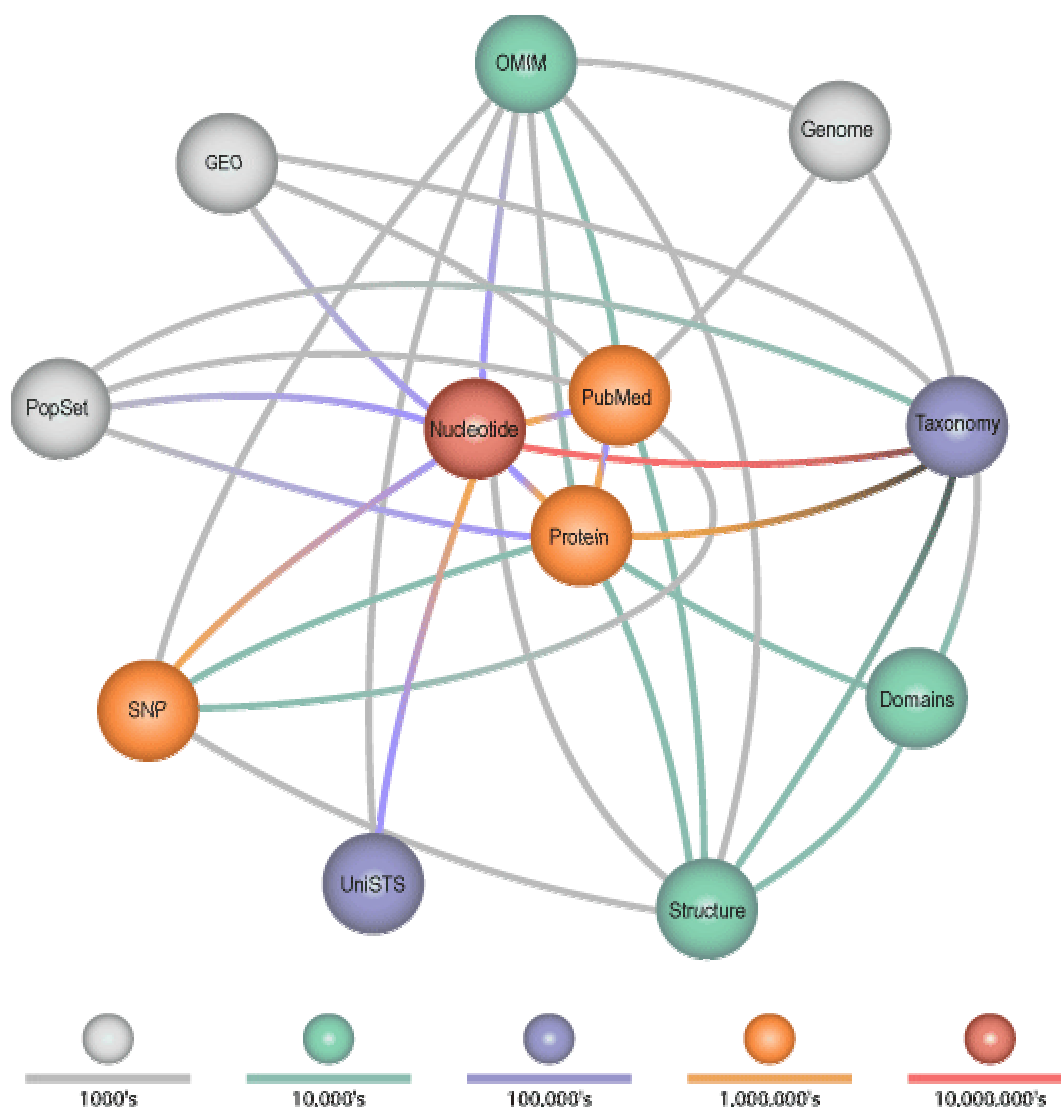 OMIM
Genome
GEO
PubMed
PopSet
Nucleotide
Taxonomy
Protein
SNP
Domains
UniSTS
Structure
1000's
10,000's
100,000's
1,000,000's
10,000,000's